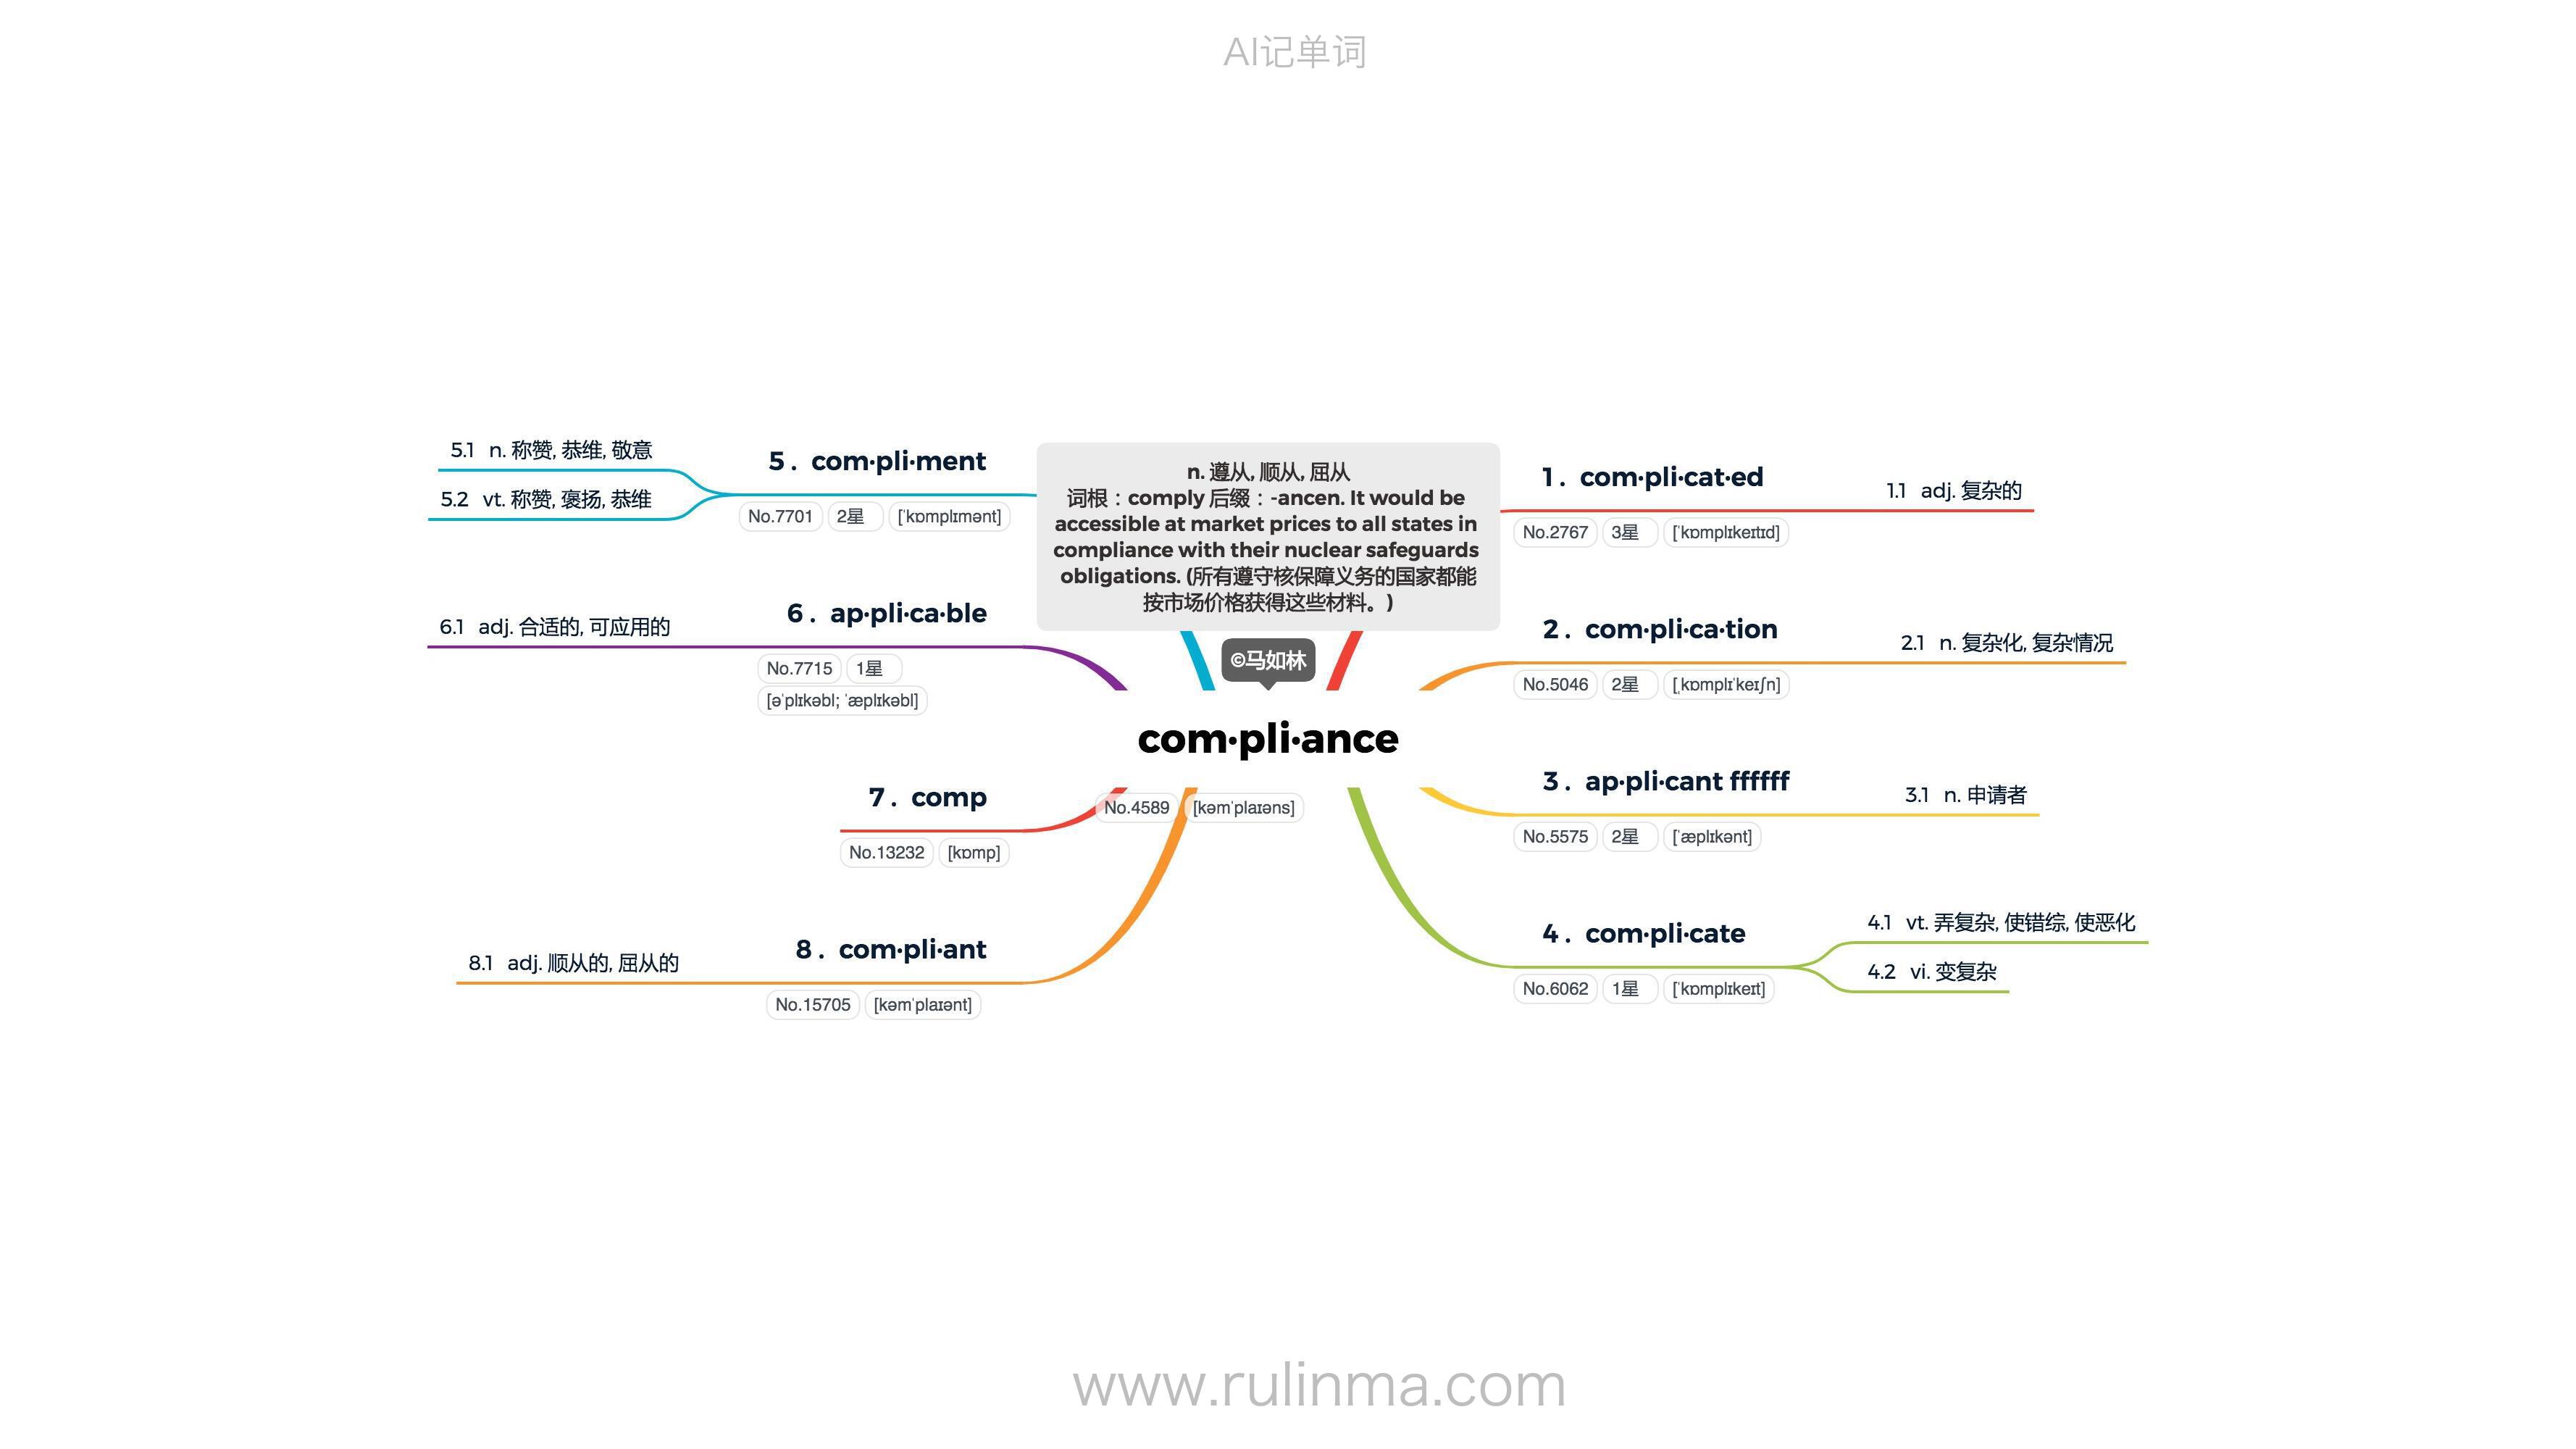 AI记单词
n. 遵从, 顺从, 屈从
词根：comply 后缀：-ancen. It would be
accessible at market prices to all states in
compliance with their nuclear safeguards
obligations. (所有遵守核保障义务的国家都能
按市场价格获得这些材料。)
©马如林
com·pli·ance
No.4589 [kəmˈplaɪəns]
1. com·pli·cat·ed
No.2767 3星 [ˈkɒmplɪkeɪtɪd]
1.1 adj. 复杂的
2. com·pli·ca·tion
No.5046 2星 [ˌkɒmplɪˈkeɪʃn]
2.1 n. 复杂化, 复杂情况
3. ap·pli·cant ffffff
No.5575 2星 [ˈæplɪkənt]
3.1 n. 申请者
4. com·pli·cate
No.6062 1星 [ˈkɒmplɪkeɪt]
4.1 vt. 弄复杂, 使错综, 使恶化
4.2 vi. 变复杂
5. com·pli·ment
No.7701 2星 [ˈkɒmplɪmənt]
5.1 n. 称赞, 恭维, 敬意
5.2 vt. 称赞, 褒扬, 恭维
6. ap·pli·ca·ble
No.7715 1星
[əˈplɪkəbl; ˈæplɪkəbl]
6.1 adj. 合适的, 可应用的
7. comp
No.13232 [kɒmp]
8. com·pli·ant
No.15705 [kəmˈplaɪənt]
8.1 adj. 顺从的, 屈从的
www.rulinma.com